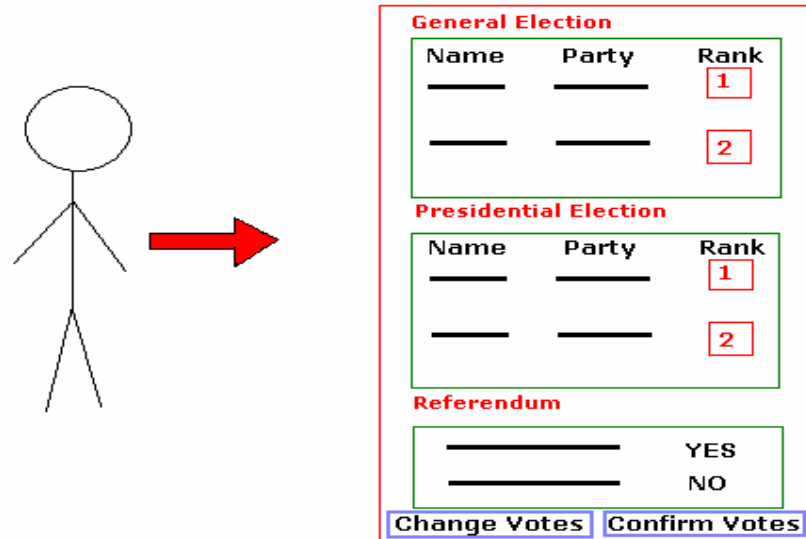 General Election
Name Party Rank
1
2
Presidential Election
Name Party Rank
1
2
Referendum
YES
NO
Change Votes Confirm Votes